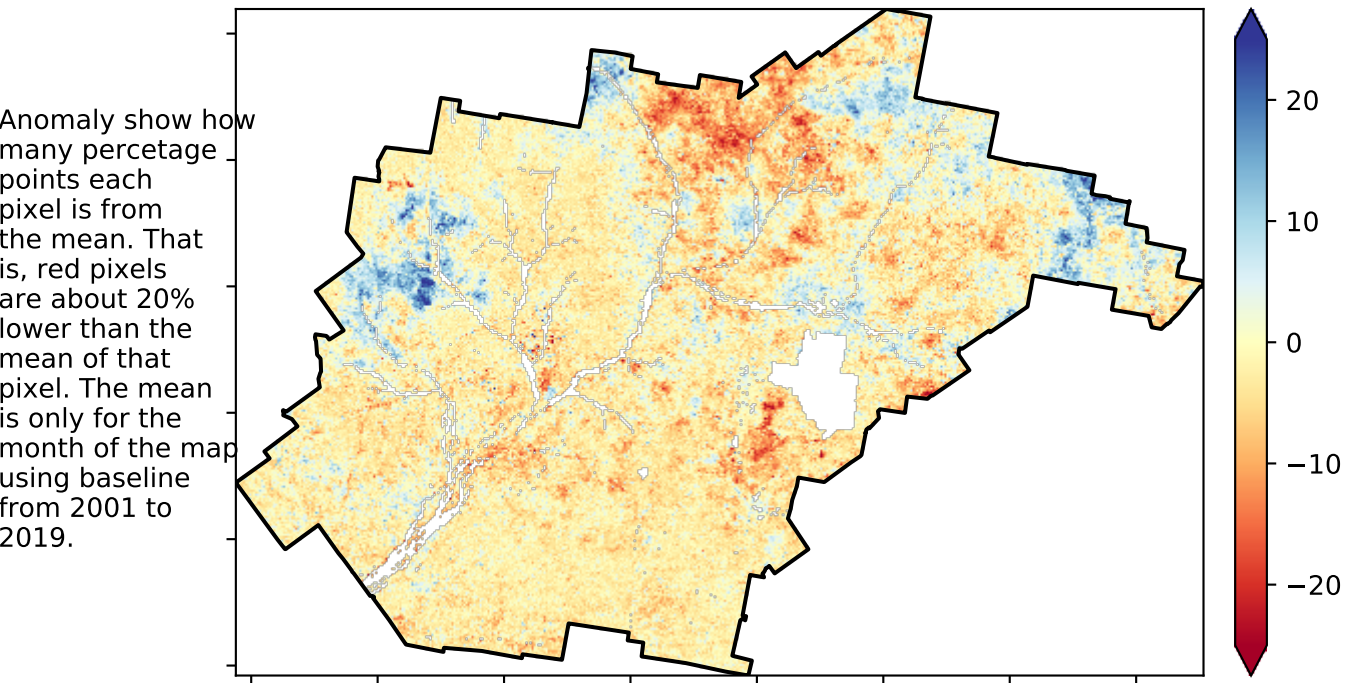 Anomaly show how
many percetage
points each
pixel is from
the mean. That
is, red pixels
are about 20%
lower than the
mean of that
pixel. The mean
is only for the
month of the map
using baseline
from 2001 to
2019.
20
10
0
−10
−20